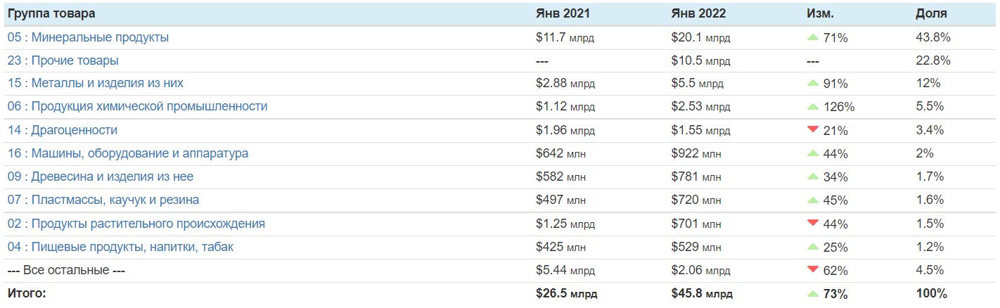 Группа товара Янв 2021 Янв 2022 Изм. Доля
05 : Минеральные продукты $11.7 млрд $20.1 млрд 71% 43.8%
23 : Прочие товары --- $10.5 млрд --- 22.8%
15 : Металлы и изделия из них $2.88 млрд $5.5 млрд 91% 12%
06 : Продукция химической промышленности $1.12 млрд $2.53 млрд 126% 5.5%
14 : Драгоценности $1.96 млрд $1.55 млрд 21% 3.4%
16 : Машины, оборудование и аппаратура $642 млн $922 млн 44% 2%
09 : Древесина и изделия из нее $582 млн $781 млн 34% 1.7%
07 : Пластмассы, каучук и резина $497 млн $720 млн 45% 1.6%
02 : Продукты растительного происхождения $1.25 млрд $701 млн 44% 1.5%
04 : Пищевые продукты, напитки, табак $425 млн $529 млн 25% 1.2%
--- Все остальные --- $5.44 млрд $2.06 млрд 62% 4.5%
Итого: $26.5 млрд $45.8 млрд 73% 100%